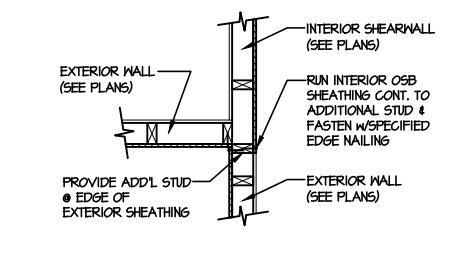 INTERIOR SHEARWALL
(SEE PLANS)
EXTERIOR WALL
(SEE PLANS)
RUN INTERIOR OSB
SHEATHING CONT. TO
ADDITIONAL STUD &
FASTEN W/SPECIFIED
EDGE NAILING
PROVIDE ADD'L STUD
@ EDGE OF
EXTERIOR SHEATHING
EXTERIOR WALL
(SEE PLANS)